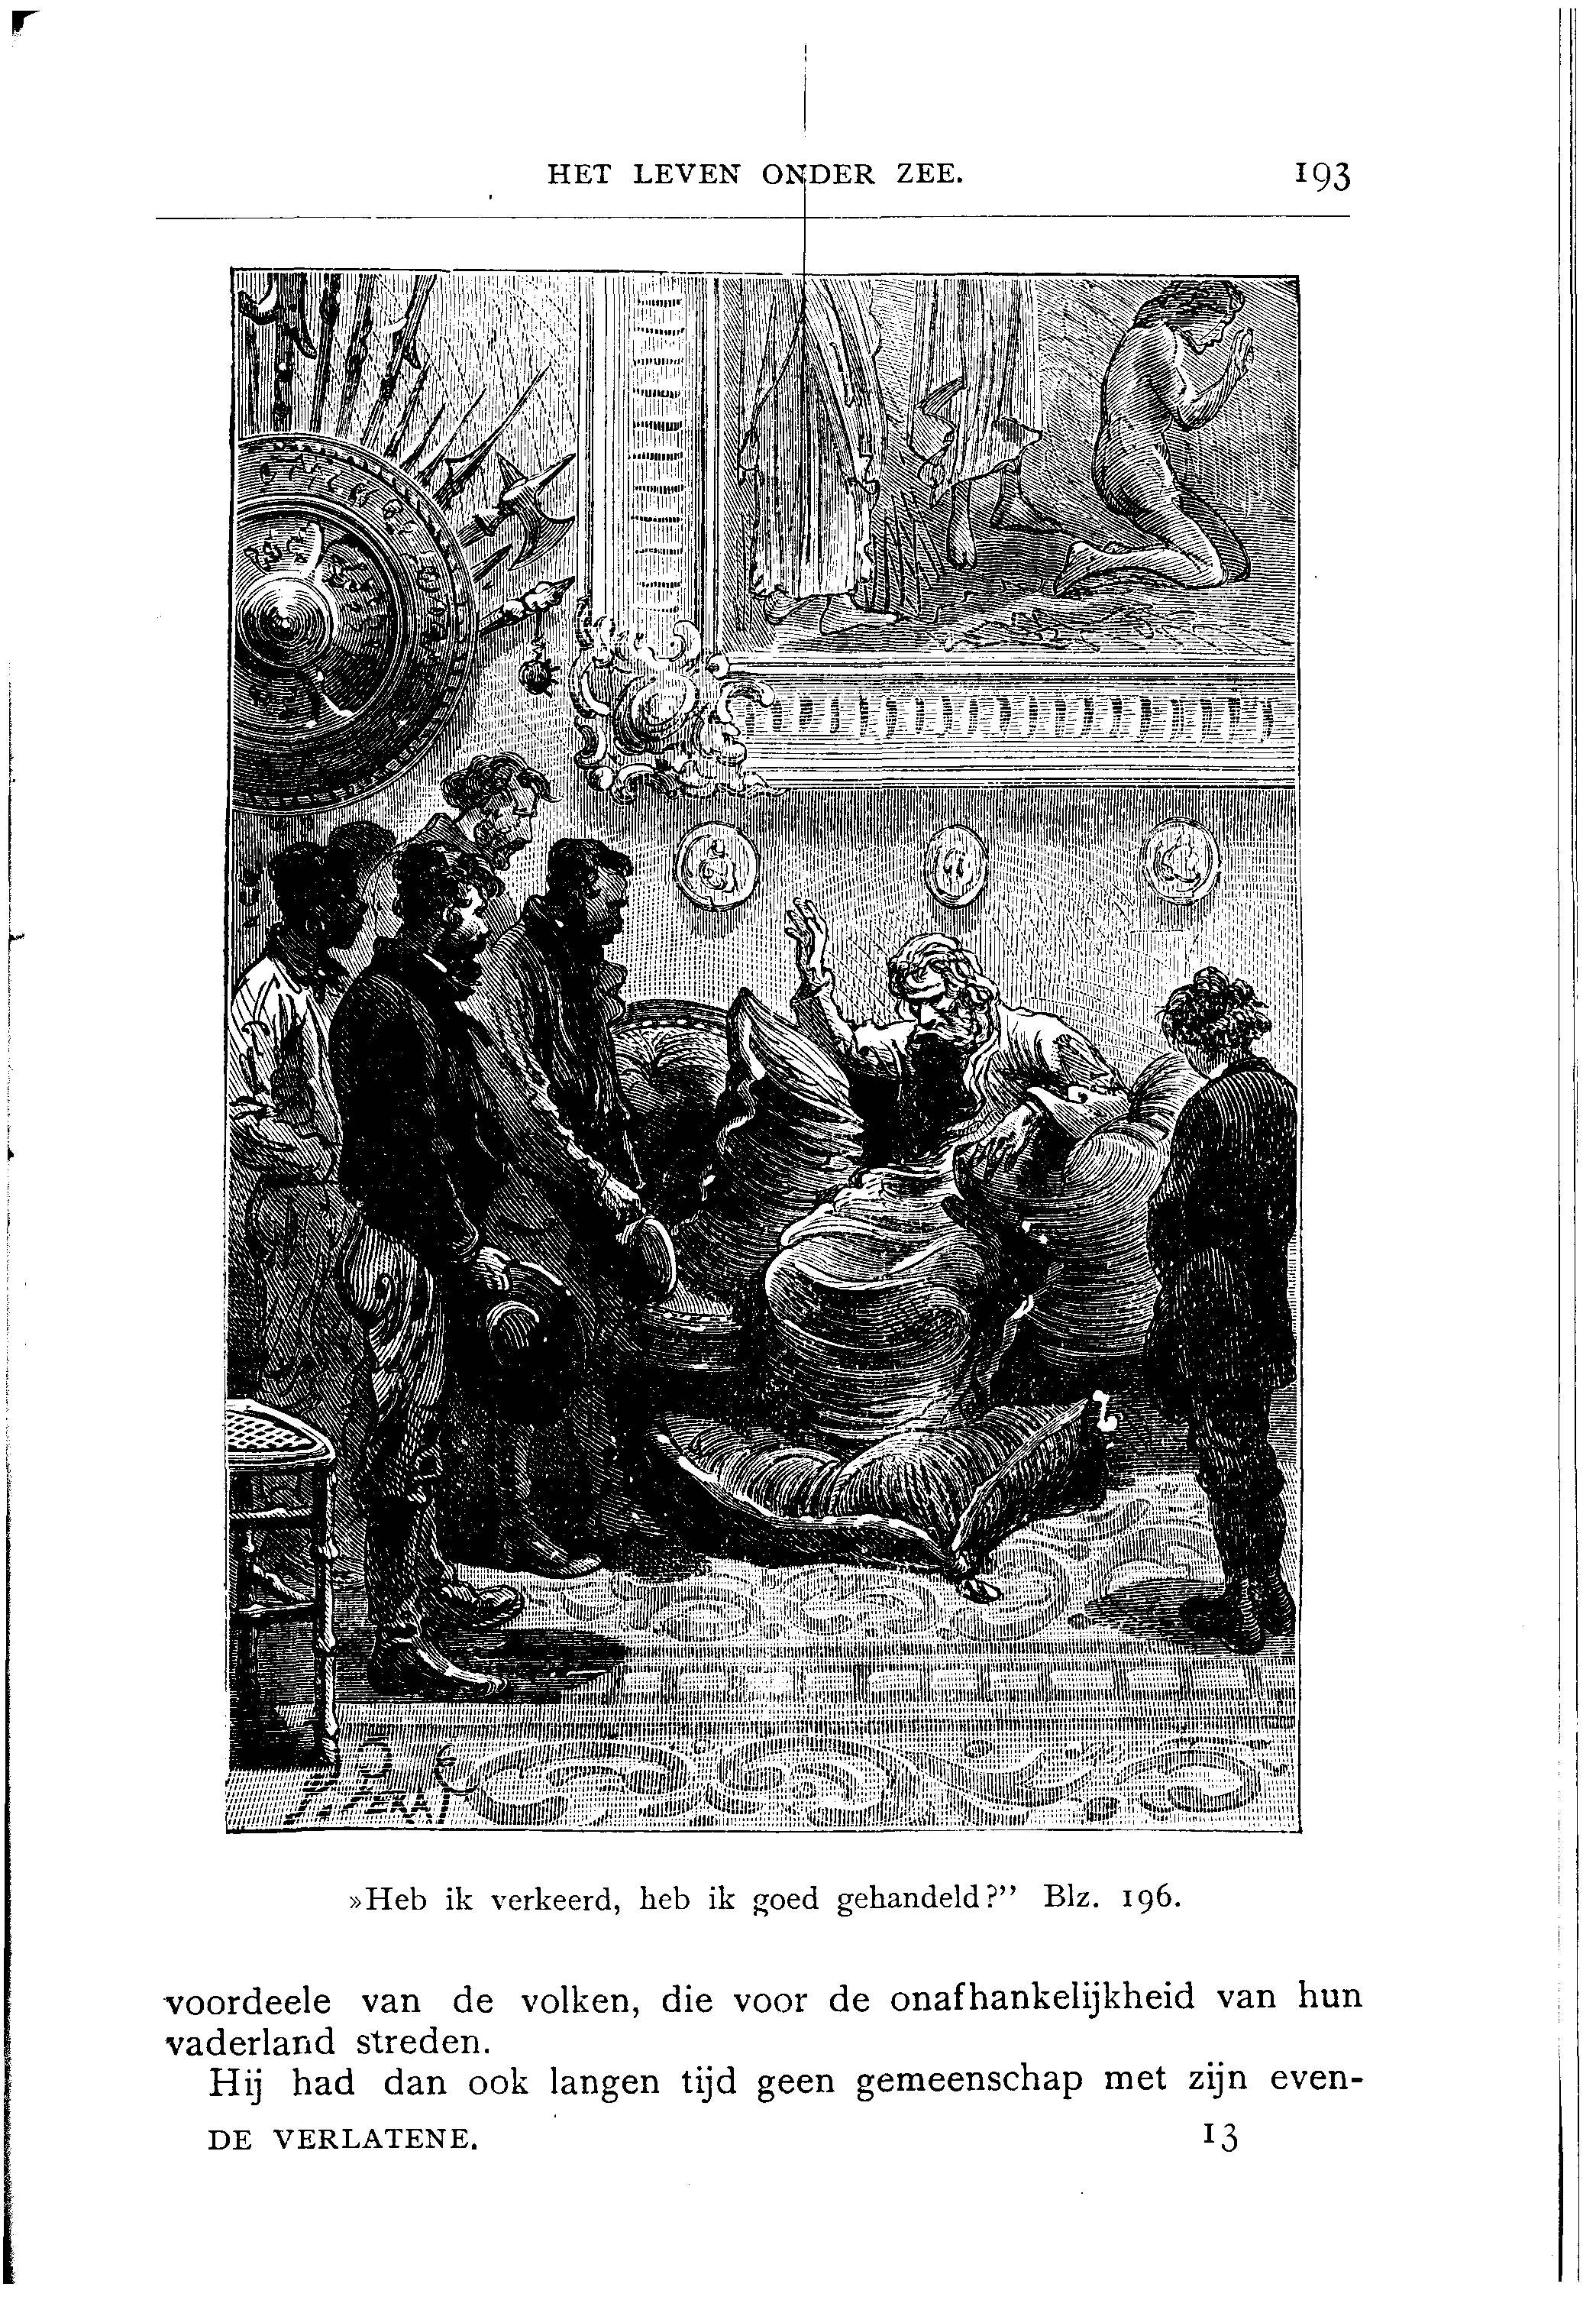 HET LEVEN ONDER ZEE. 193
P. FERAT
»Heb ik verkeerd, heb ik goed gehandeld?” Blz. 196.
voordeele van de volken, die voor de onafhankelijkheid van hun
vaderland streden.
Hij had dan ook langen tijd geen gemeenschap met zijn even-
DE VERLATENE. 13